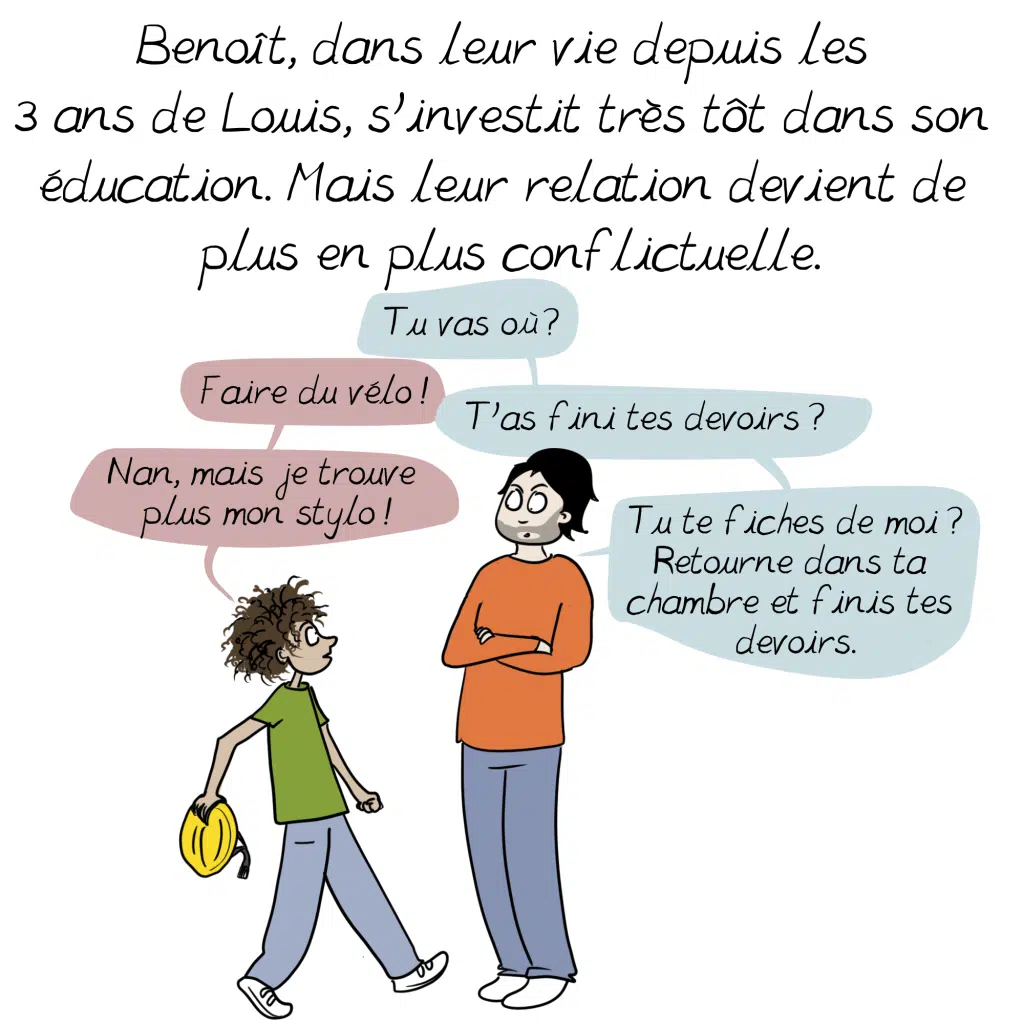 Benoît, dans leur vie depuis les
3 ans de Louis, s'investit très tôt dans son
éducation. Mais leur relation devient de
plus en plus conflictuelle.
Tu vas où ?
Faire du vélo !
T'as fini tes devoirs ?
Nan, mais je trouve
plus mon stylo !
Tu te fiches de moi ?
Retourne dans ta
chambre et finis tes
devoirs.